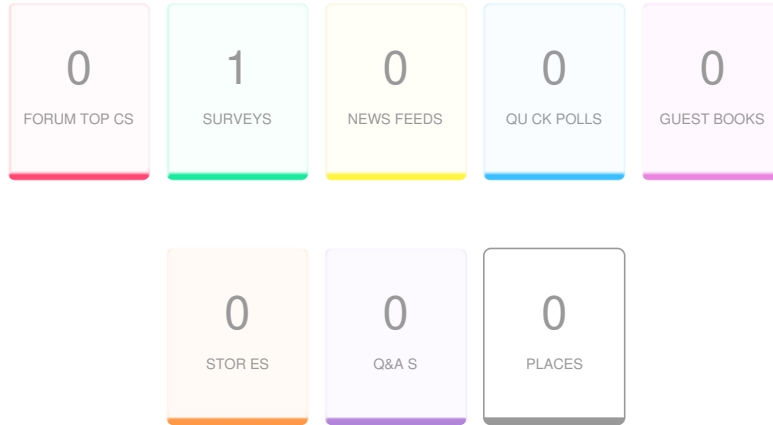 0 1 0 0 0
FORUM TOP CS SURVEYS NEWS FEEDS QU CK POLLS GUEST BOOKS
0 0 0
STOR ES Q&A S PLACES